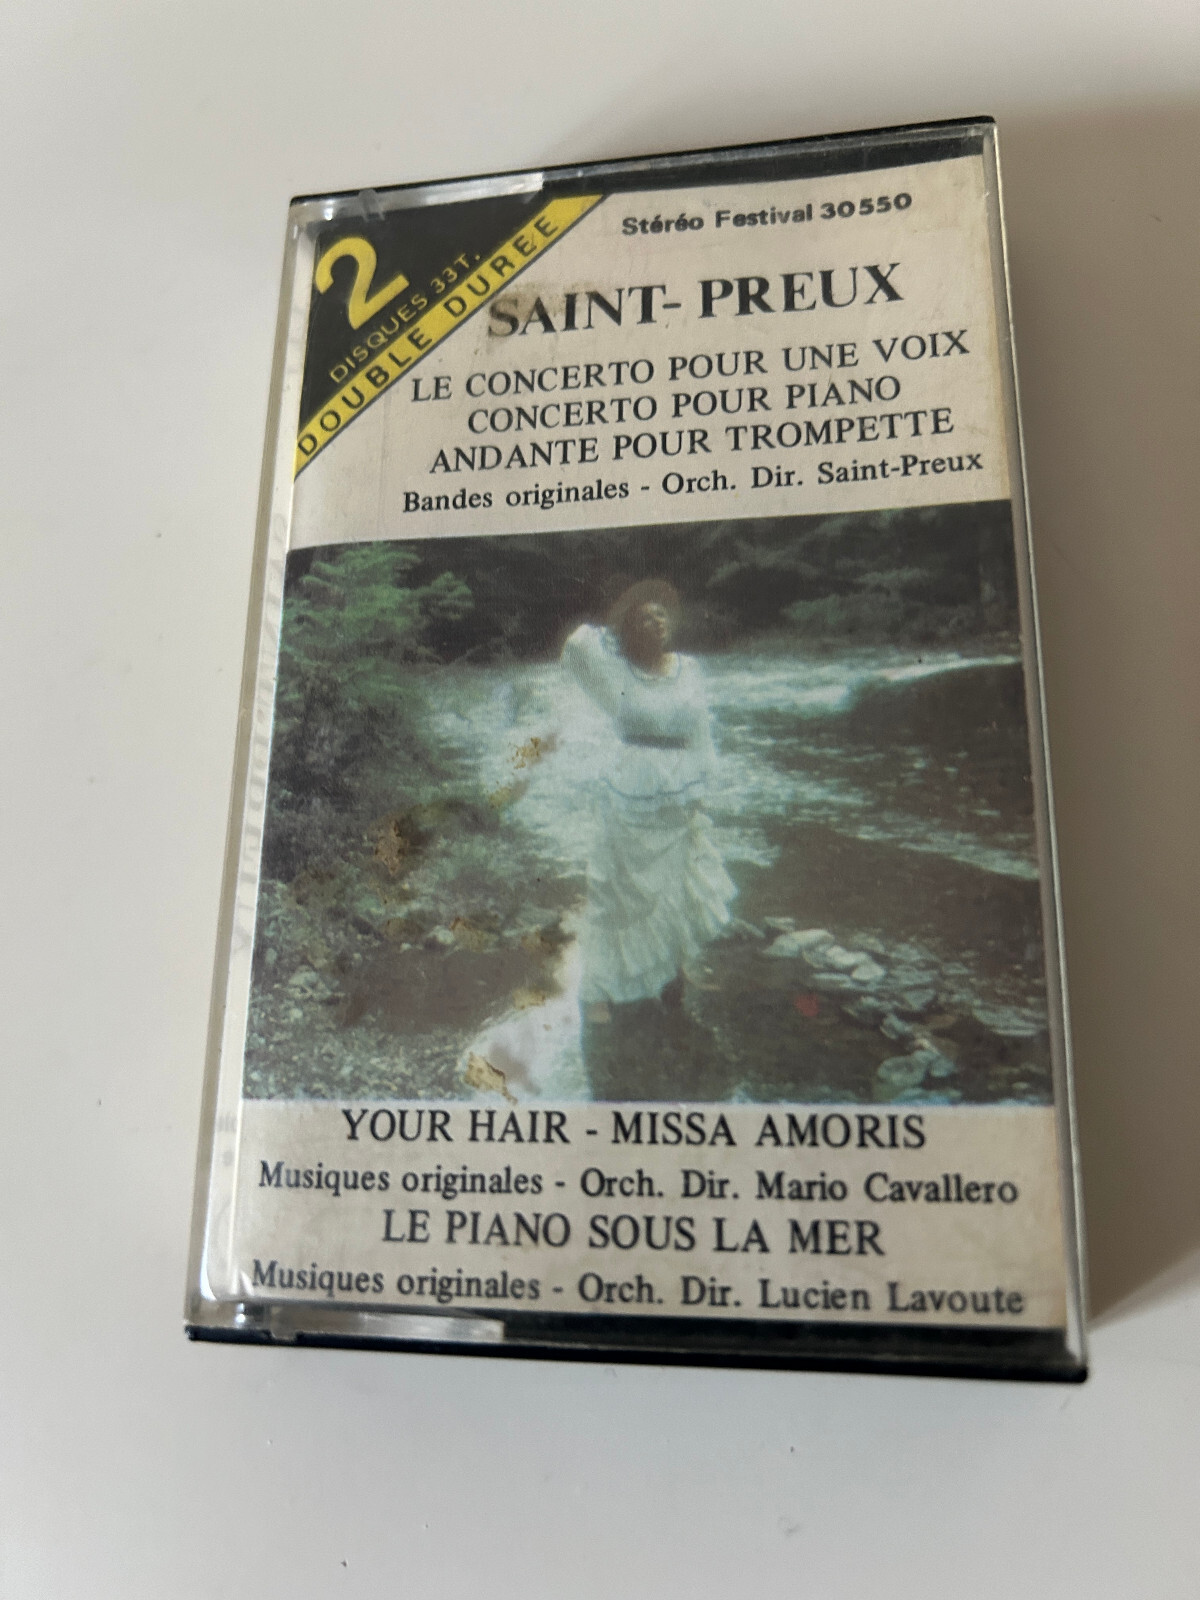 2
DISQUES 33 T.
DOUBLE DURÉE
Stéréo Festival 30550
SAINT-PREUX
LE CONCERTO POUR UNE VOIX
CONCERTO POUR PIANO
ANDANTE POUR TROMPETTE
Bandes originales - Orch. Dir. Saint-Preux
YOUR HAIR - MISSA AMORIS
Musiques originales - Orch. Dir. Mario Cavallero
LE PIANO SOUS LA MER
Musiques originales - Orch. Dir. Lucien Lavoute